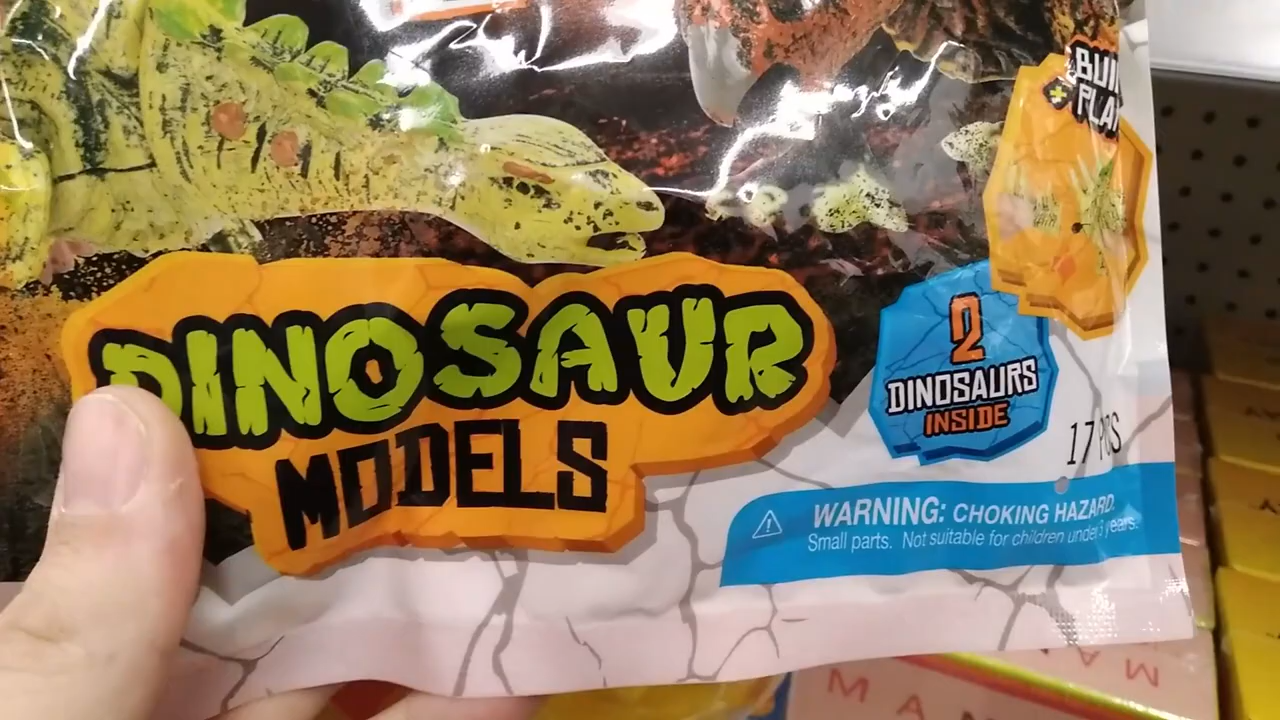 DINOSAUR
MODELS
2
DINOSAURS
INSIDE
17 PCS
WARNING: CHOKING HAZARD.
Small parts. Not suitable for children under 3 years.